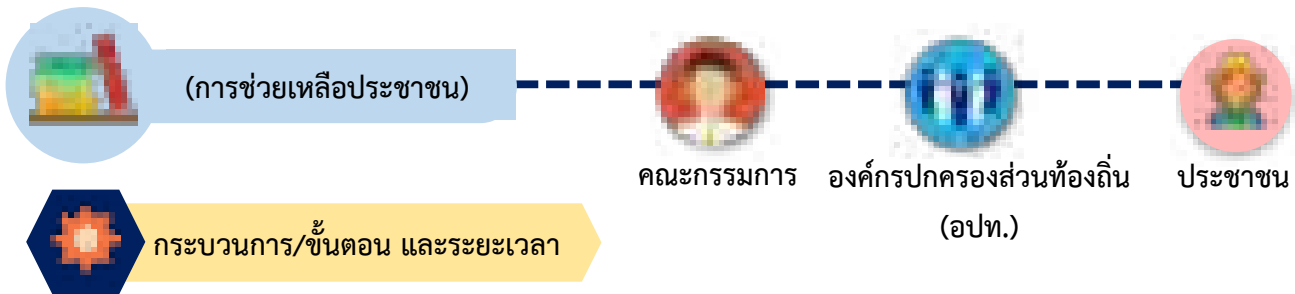 (การช่วยเหลือประชาชน)
คณะกรรมการ
องค์กรปกครองส่วนท้องถิ่น
(อปท.)
ประชาชน
กระบวนการ/ขั้นตอน และระยะเวลา